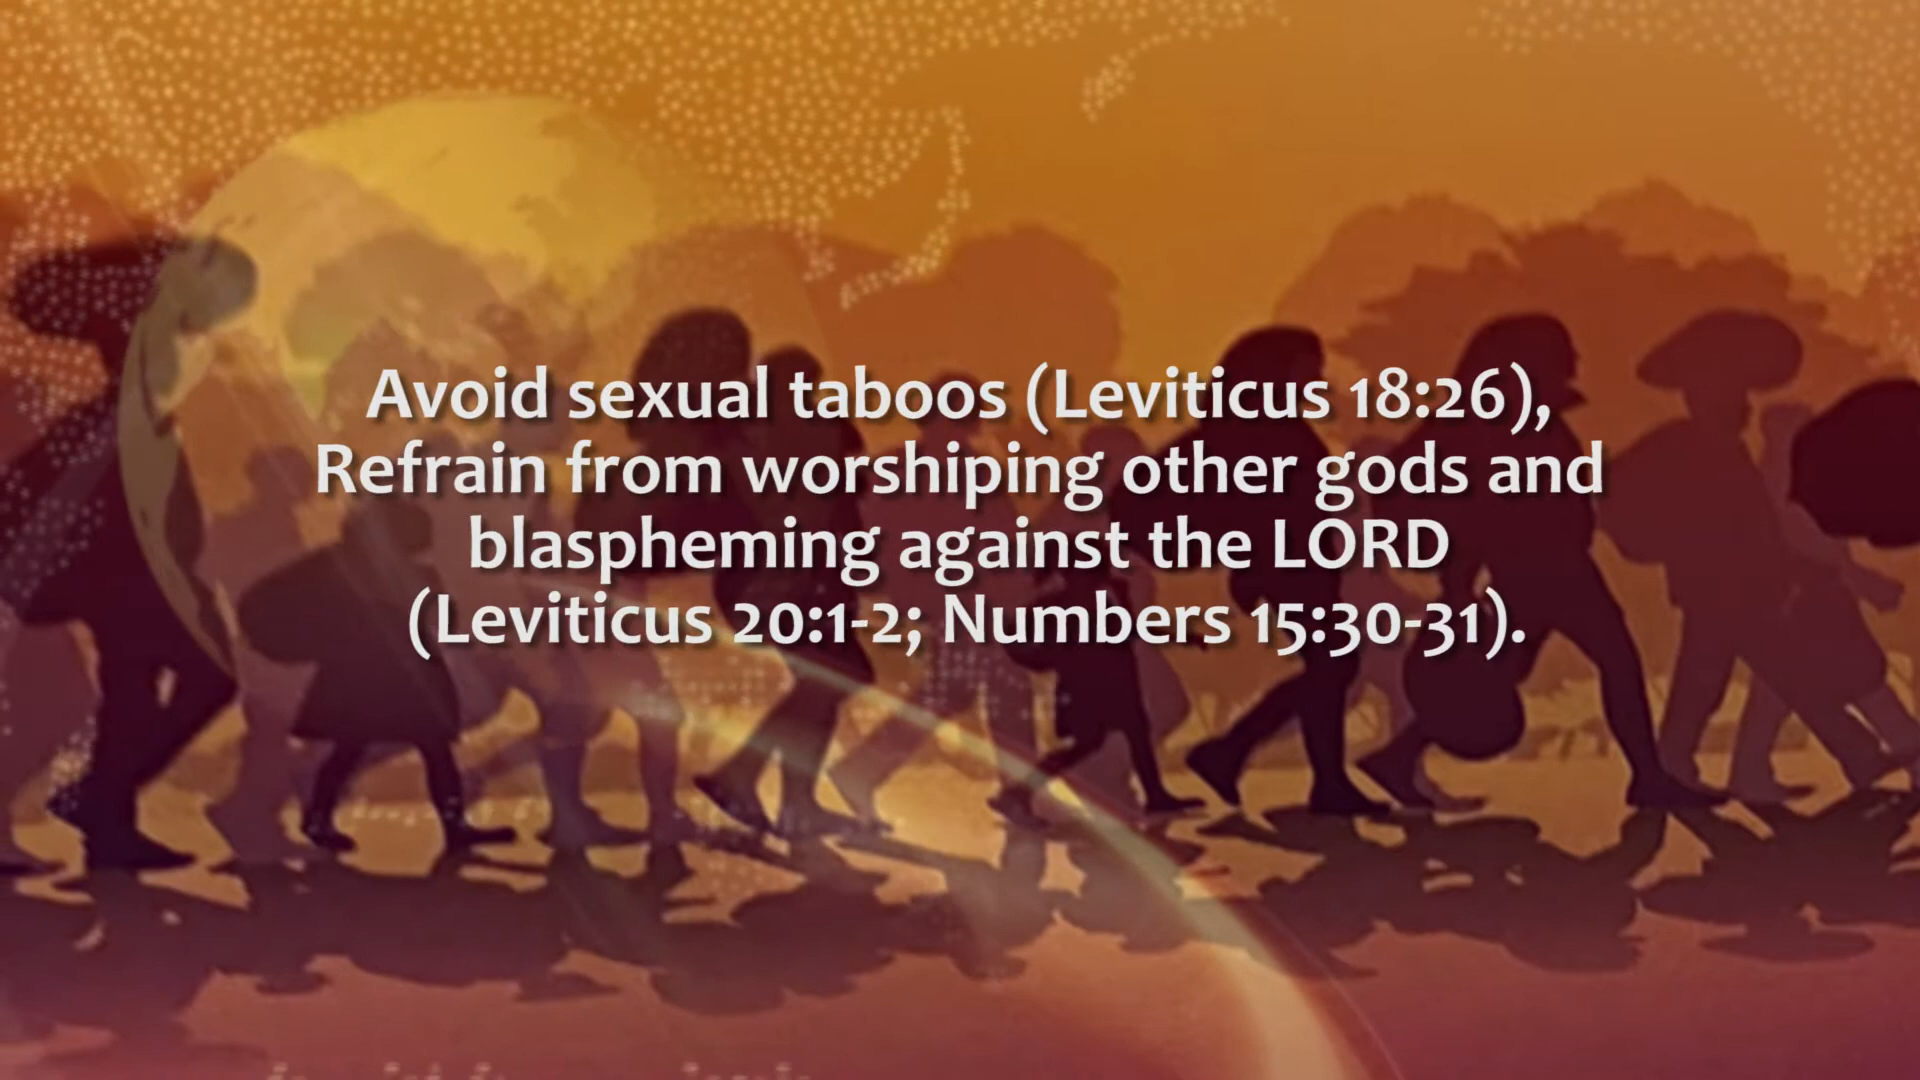 Avoid sexual taboos (Leviticus 18:26),
Refrain from worshiping other gods and
blaspheming against the LORD
(Leviticus 20:1-2; Numbers 15:30-31).